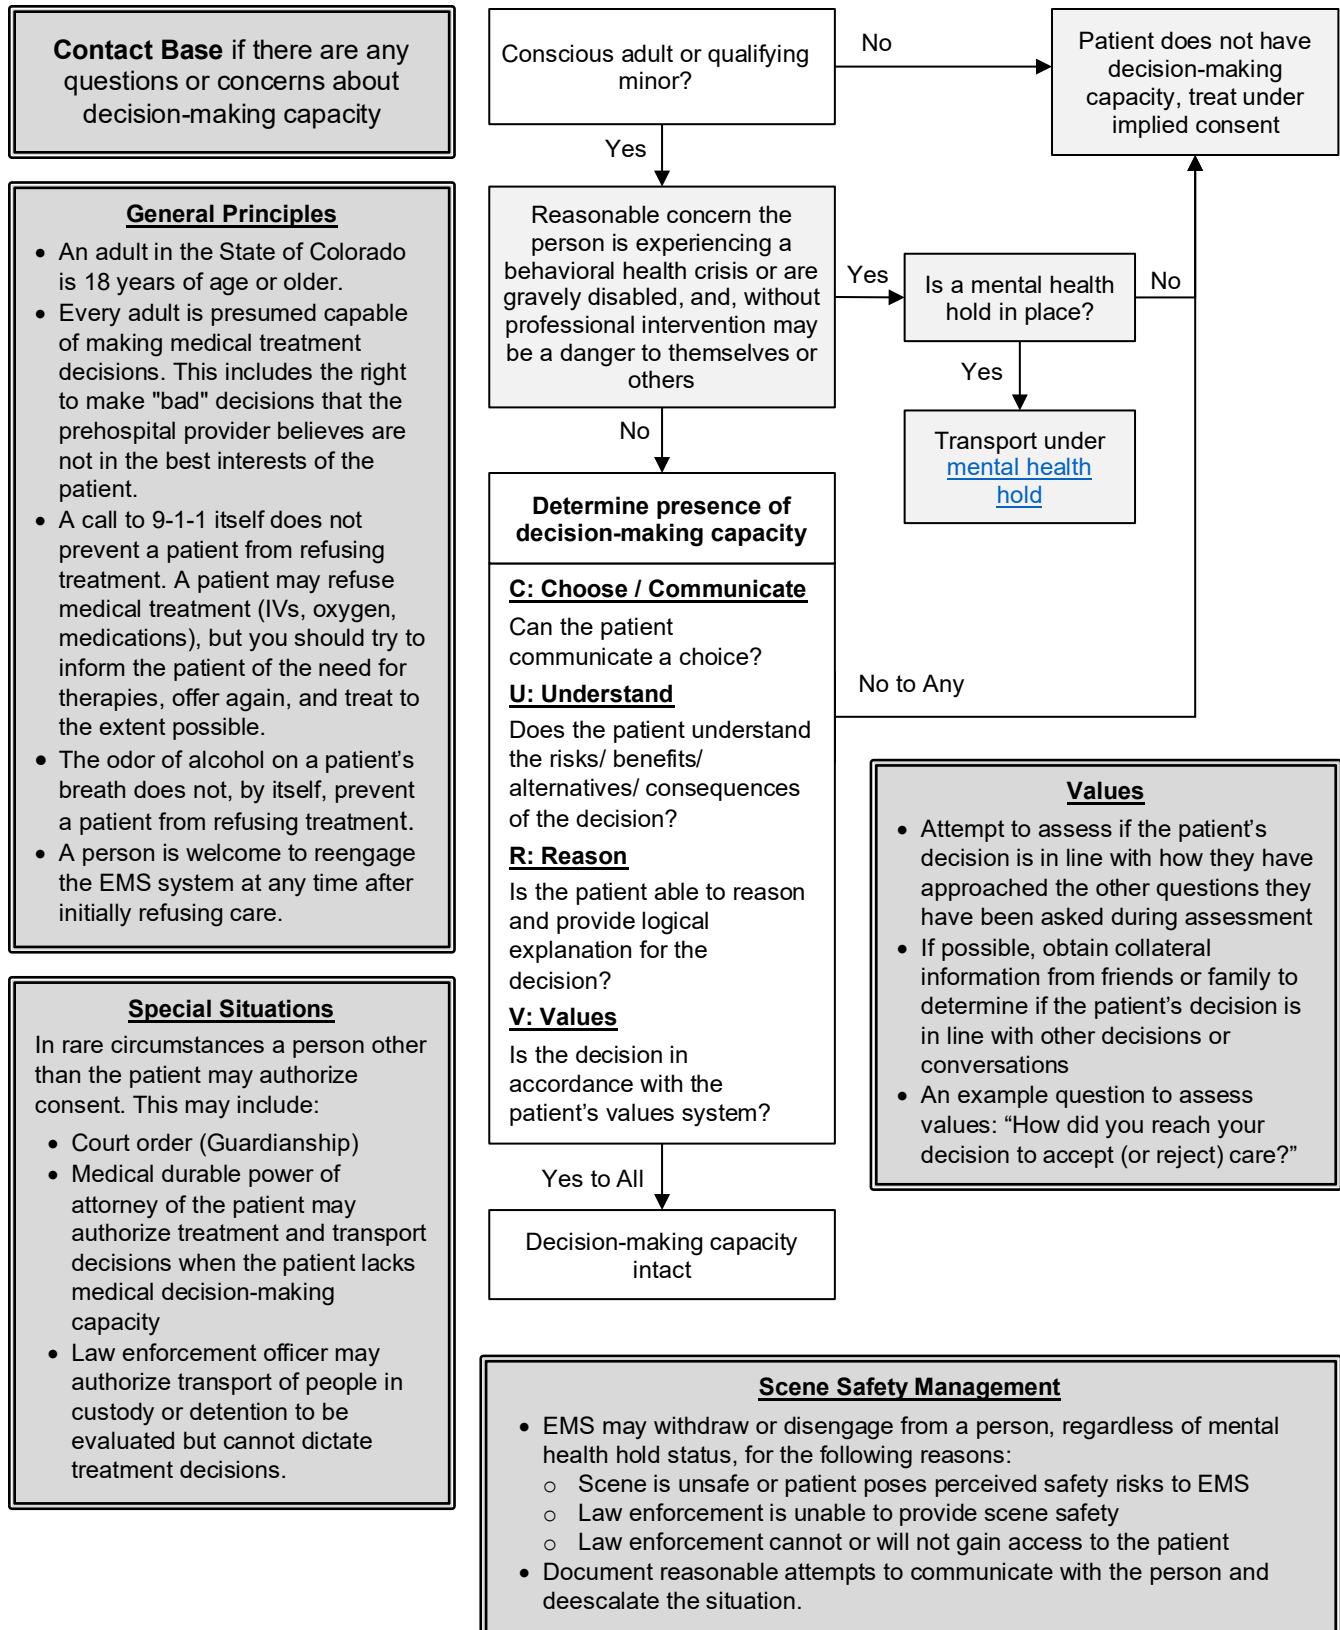 Contact Base if there are any
questions or concerns about
decision-making capacity
General Principles
• An adult in the State of Colorado
is 18 years of age or older.
• Every adult is presumed capable
of making medical treatment
decisions. This includes the right
to make "bad" decisions that the
prehospital provider believes are
not in the best interests of the
patient.
• A call to 9-1-1 itself does not
prevent a patient from refusing
treatment. A patient may refuse
medical treatment (IVs, oxygen,
medications), but you should try to
inform the patient of the need for
therapies, offer again, and treat to
the extent possible.
• The odor of alcohol on a patient’s
breath does not, by itself, prevent
a patient from refusing treatment.
• A person is welcome to reengage
the EMS system at any time after
initially refusing care.
Special Situations
In rare circumstances a person other
than the patient may authorize
consent. This may include:
• Court order (Guardianship)
• Medical durable power of
attorney of the patient may
authorize treatment and transport
decisions when the patient lacks
medical decision-making
capacity
• Law enforcement officer may
authorize transport of people in
custody or detention to be
evaluated but cannot dictate
treatment decisions.
Conscious adult or qualifying
minor?
No
Patient does not have
decision-making
capacity, treat under
implied consent
Yes
Reasonable concern the
person is experiencing a
behavioral health crisis or are
gravely disabled, and, without
professional intervention may
be a danger to themselves or
others
Yes
Is a mental health
hold in place?
No
Yes
Transport under
mental health
hold
No
Determine presence of
decision-making capacity
C: Choose / Communicate
Can the patient
communicate a choice?
U: Understand
Does the patient understand
the risks/ benefits/
alternatives/ consequences
of the decision?
R: Reason
Is the patient able to reason
and provide logical
explanation for the
decision?
V: Values
Is the decision in
accordance with the
patient’s values system?
No to Any
Yes to All
Decision-making capacity
intact
Values
• Attempt to assess if the patient’s
decision is in line with how they have
approached the other questions they
have been asked during assessment
• If possible, obtain collateral
information from friends or family to
determine if the patient’s decision is
in line with other decisions or
conversations
• An example question to assess
values: “How did you reach your
decision to accept (or reject) care?”
Scene Safety Management
• EMS may withdraw or disengage from a person, regardless of mental
health hold status, for the following reasons:
o Scene is unsafe or patient poses perceived safety risks to EMS
o Law enforcement is unable to provide scene safety
o Law enforcement cannot or will not gain access to the patient
• Document reasonable attempts to communicate with the person and
deescalate the situation.